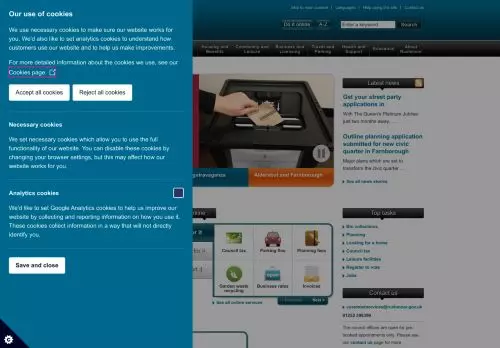 Our use of cookies
We use necessary cookies to make our website works for
you. We'd also like to set analytics cookies to understand how
customers use our website and to help us make improvements.
For more detailed information about the cookies we use, see our
Cookies page.
Accept all cookies
Reject all cookies
Necessary cookies
We set necessary cookies which allow you to use the full
functionality of our website. You can disable these cookies by
changing your browser settings, but this may affect how our
website works for you.
Analytics cookies
We'd like to set Google Analytics cookies to help us improve our
website by collecting and reporting information on how you use it.
These cookies collect information in a way that will not directly
identify you.
Save and close
Skip to main content
Languages
Help using this site
Contact us
Do it online
A-Z
Enter a keyword
Search
Housing and Benefits
Community and Leisure
Business and Licensing
Travel and Parking
Health and Support
Insurance
About Rushmoor
Aldershot and Farnborough
Latest news
Get your street party
applications in
With The Queen's Platinum Jubilee
just two months away
Outline planning application
submitted for new civic
quarter in Farnborough
Major plans which are set to
transform the civic quarter
See all news stories
Council tax
Parking fine
Planning fees
Garden waste recycling
Business rates
Invoices
See all online services
Previous
Next
Top tasks
Bin collections
Planning
Looking for a home
Council tax
Leisure facilities
Register to vote
Jobs
Contact us
customerservices@rushmoor.gov.uk
01252 398399
The council offices are open for pre-
booked appointments only. Please see our
contact us page for more